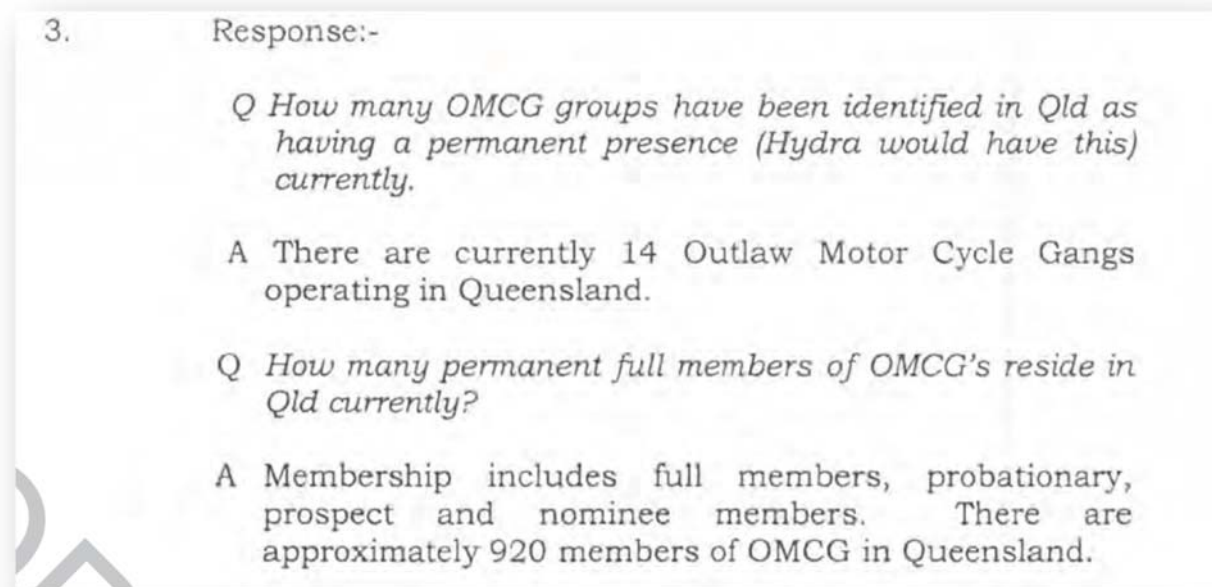 3. Response:-
Q How many OMCG groups have been identified in Qld as
having a permanent presence (Hydra would have this)
currently.
A There are currently 14 Outlaw Motor Cycle Gangs
operating in Queensland.
Q How many permanent full members of OMCG's reside in
Qld currently?
A Membership includes full members, probationary,
prospect and nominee members. There are
approximately 920 members of OMCG in Queensland.